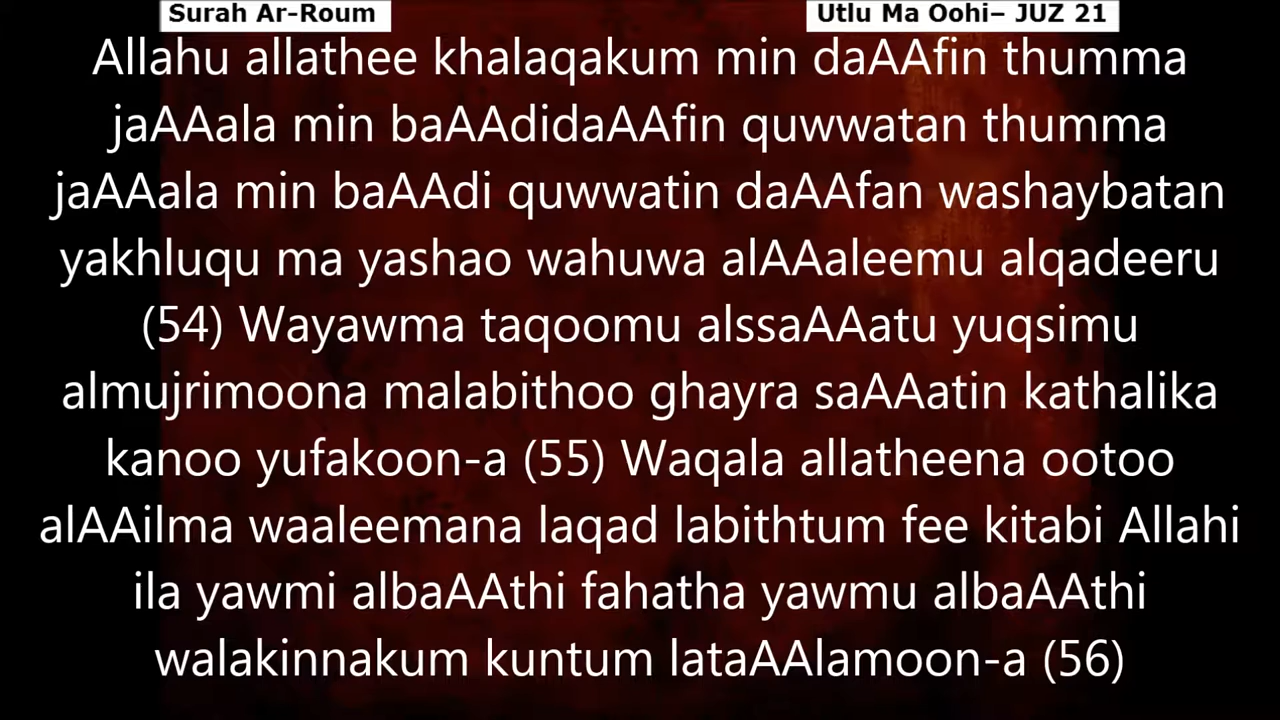 Surah Ar-Roum
Utlu Ma Oohi– JUZ 21
Allahu allathee khalaqakum min daAAfin thumma
jaAAala min baAAdidaAAfin quwwatan thumma
jaAAala min baAAdi quwwatin daAAfan washaybatan
yakhluqu ma yashao wahuwa alAAaleemu alqadeeru
(54) Wayawma taqoomu alssaAAatu yuqsimu
almujrimoona malabithoo ghayra saAAatin kathalika
kanoo yufakoon-a (55) Waqala allatheena ootoo
alAAilma waaleemana laqad labithtum fee kitabi Allahi
ila yawmi albaAAthi fahatha yawmu albaAAthi
walakinnakum kuntum lataAAlamoon-a (56)